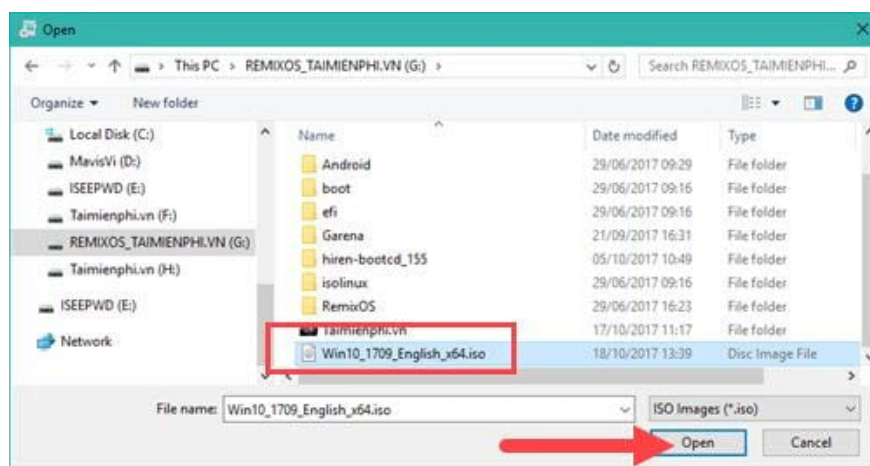 Open
This PC > REMIXOS_TAIMIENPHI.VN (G:) >
Search REMIXOS_TAIMIENPHI...
Organize
New folder
Name
Date modified
Type
Local Disk (C:)
MavisVi (D:)
ISEEPWD (E:)
Taimienphi.vn (F:)
REMIXOS_TAIMIENPHI.VN (G:)
Taimienphi.vn (H:)
ISEEPWD (E:)
Network
Android 29/06/2017 09:29 File folder
boot 29/06/2017 09:16 File folder
efi 29/06/2017 09:16 File folder
Garena 21/09/2017 16:31 File folder
hiren-bootcd_155 05/10/2017 10:49 File folder
isolinux 29/06/2017 09:16 File folder
RemixOS 29/06/2017 16:23 File folder
Taimienphi.vn 17/10/2017 11:17 File folder
Win10_1709_English_x64.iso 18/10/2017 13:39 Disc Image File
File name: Win10_1709_English_x64.iso
ISO Images (*.iso)
Open
Cancel